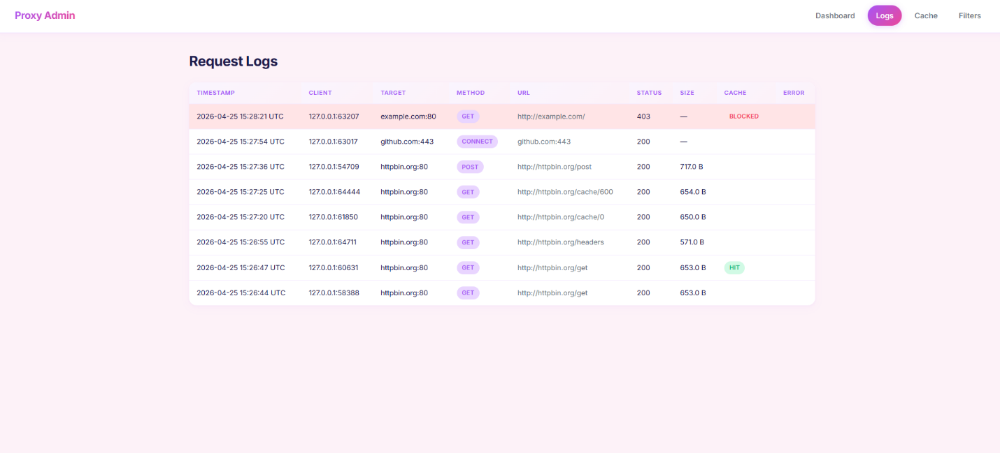 Proxy Admin Dashboard Logs Cache Filters
Request Logs
TIMESTAMP CLIENT TARGET METHOD URL STATUS SIZE CACHE ERROR
2026-04-25 15:28:21 UTC 127.0.0.1:63207 example.com:80 GET http://example.com/ 403 — BLOCKED
2026-04-25 15:27:54 UTC 127.0.0.1:63017 github.com:443 CONNECT github.com:443 200 —
2026-04-25 15:27:36 UTC 127.0.0.1:54709 httpbin.org:80 POST http://httpbin.org/post 200 717.0 B
2026-04-25 15:27:25 UTC 127.0.0.1:64444 httpbin.org:80 GET http://httpbin.org/cache/600 200 654.0 B
2026-04-25 15:27:20 UTC 127.0.0.1:61850 httpbin.org:80 GET http://httpbin.org/cache/0 200 650.0 B
2026-04-25 15:26:55 UTC 127.0.0.1:64711 httpbin.org:80 GET http://httpbin.org/headers 200 571.0 B
2026-04-25 15:26:47 UTC 127.0.0.1:60631 httpbin.org:80 GET http://httpbin.org/get 200 653.0 B HIT
2026-04-25 15:26:44 UTC 127.0.0.1:58388 httpbin.org:80 GET http://httpbin.org/get 200 653.0 B